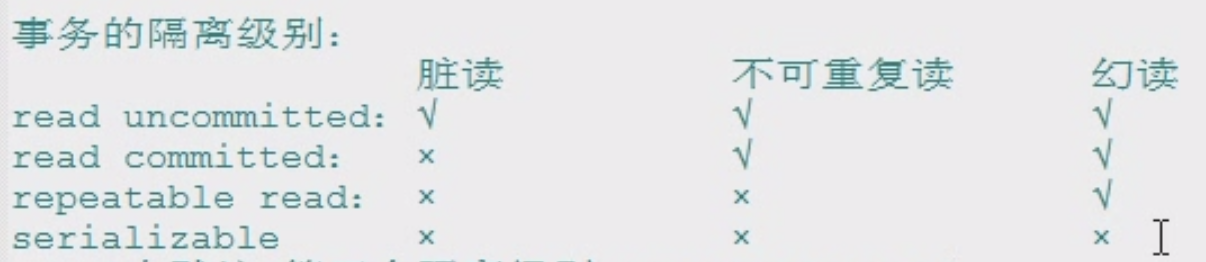 事务的隔离级别：
脏读 不可重复读 幻读
read uncommitted: √ √ √
read committed: × √ √
repeatable read: × × √
serializable × × ×